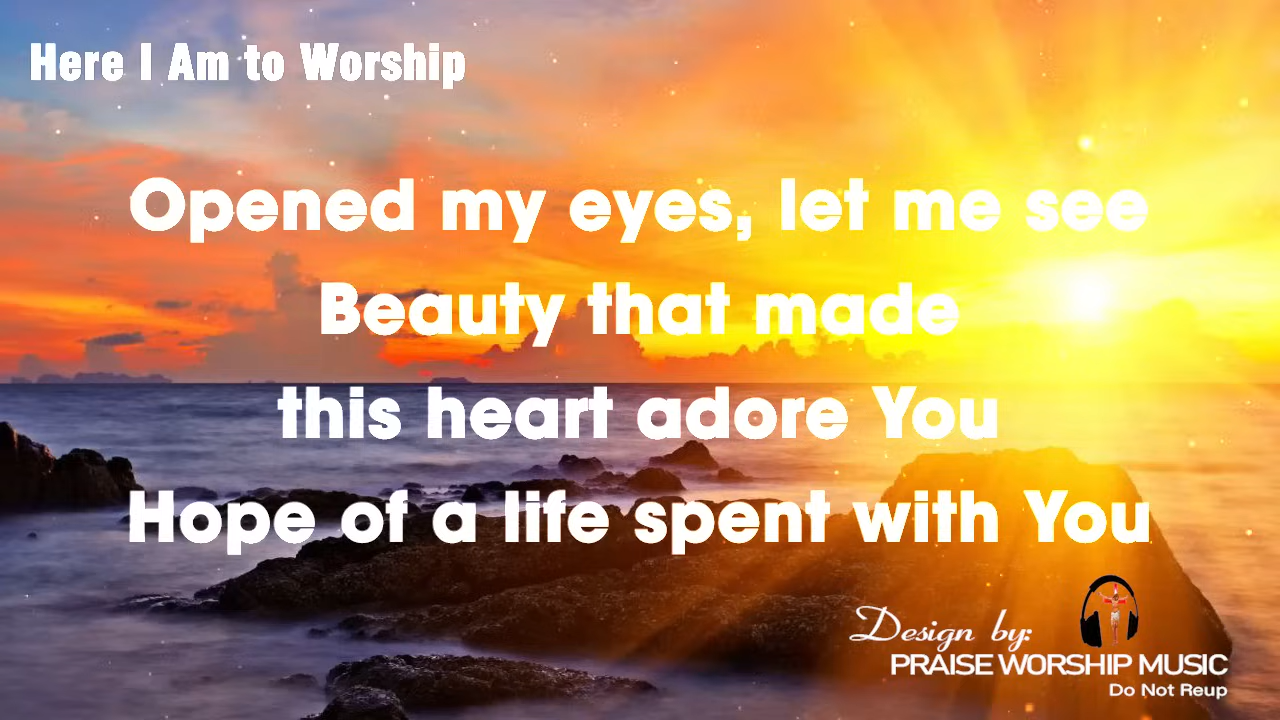 Here I Am to Worship
Opened my eyes, let me see
Beauty that made
this heart adore You
Hope of a life spent with You
Design by:
PRAISE WORSHIP MUSIC
Do Not Reup